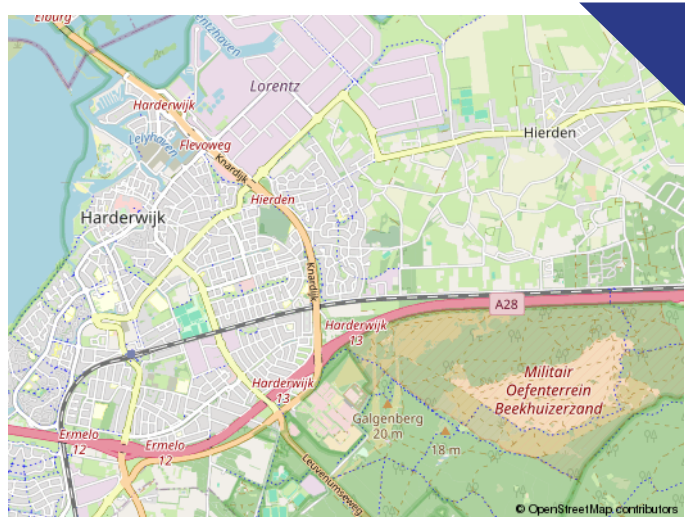 Elburg
Lorentz
Harderwijk
Lelyhaven
Flevoweg
Knardijk
Hierden
Hierden
Harderwijk
Knardijk
A28
Harderwijk
13
Militair
Oefenterrein
Beekhuizerzand
Harderwijk
13
Galgenberg
20 m
18 m
Ermelo
12
Ermelo
12
Leuvenumseweg
© OpenStreetMap contributors